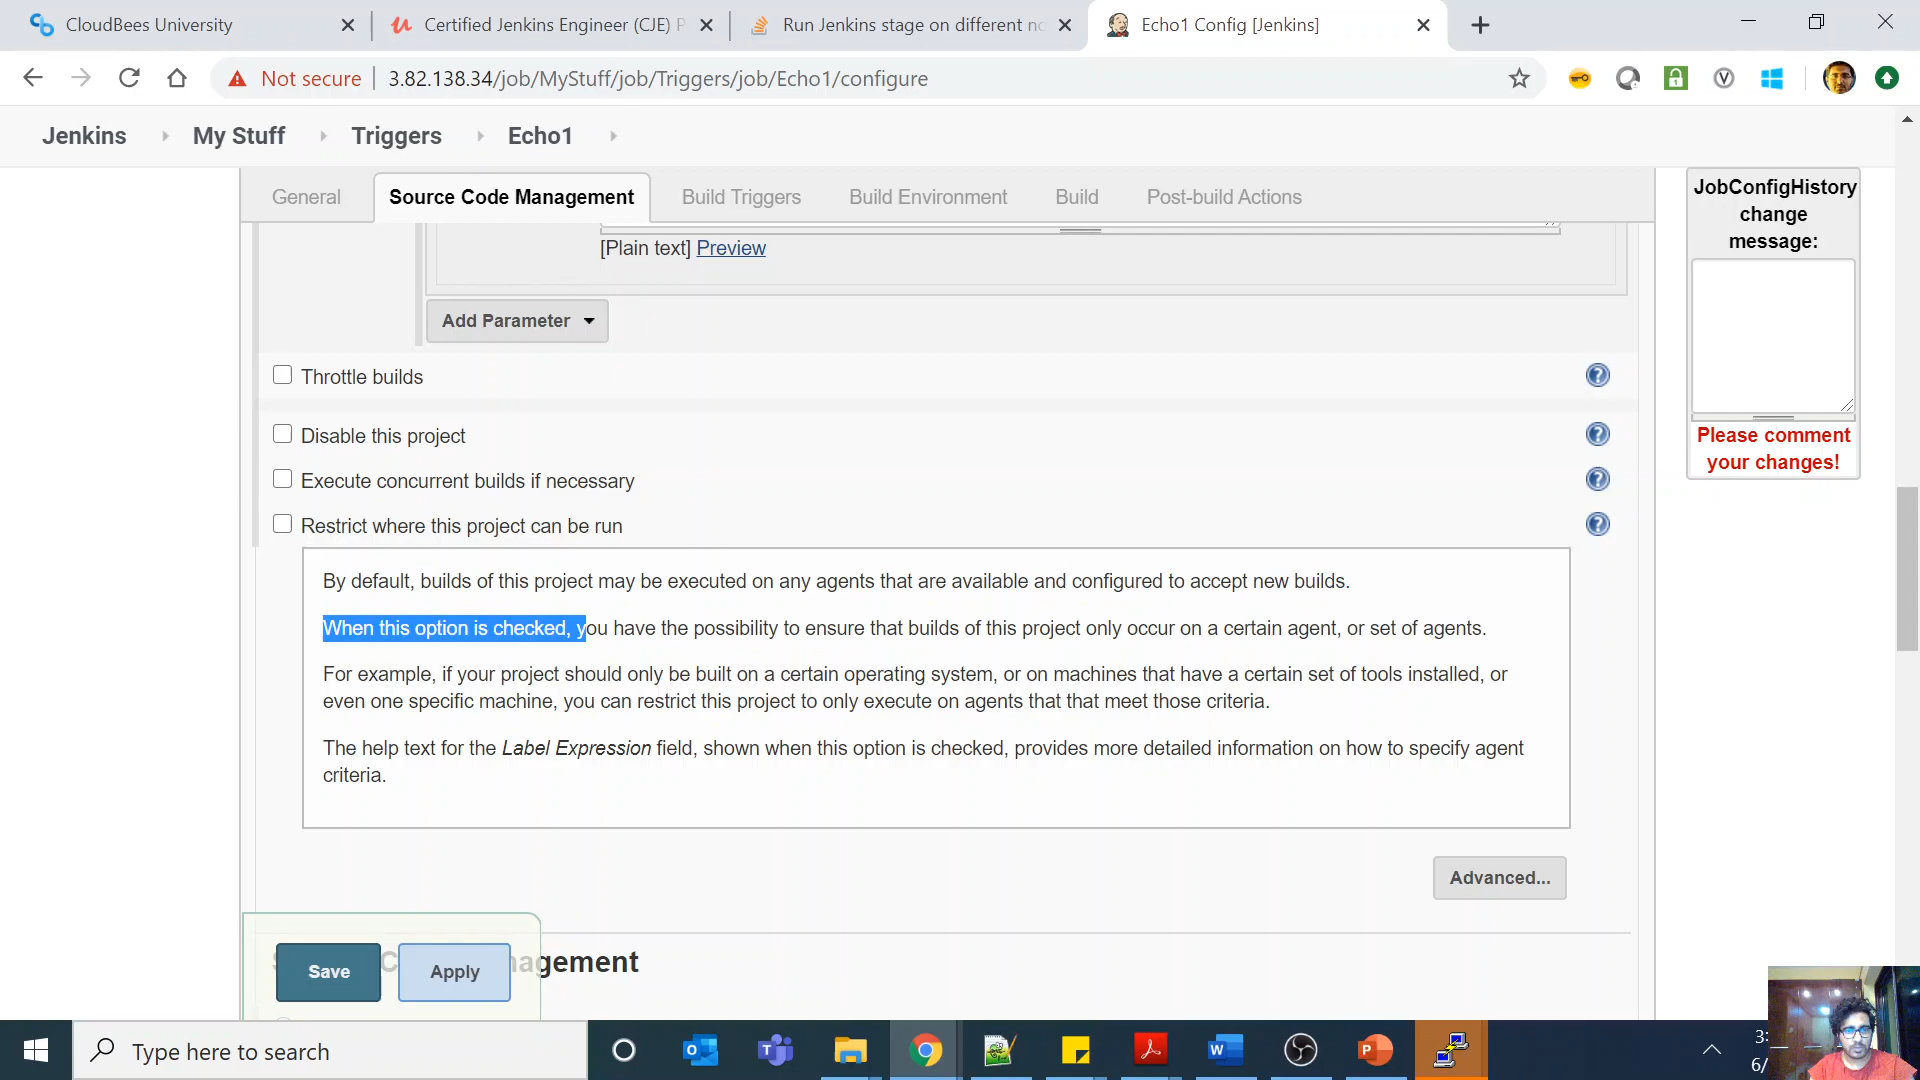 CloudBees University
Certified Jenkins Engineer (CJE) P
Run Jenkins stage on different no
Echo1 Config [Jenkins]
Not secure
3.82.138.34/job/MyStuff/job/Triggers/job/Echo1/configure
Jenkins
My Stuff
Triggers
Echo1
General
Source Code Management
Build Triggers
Build Environment
Build
Post-build Actions
JobConfigHistory
change
message:
[Plain text] Preview
Add Parameter
Throttle builds
Disable this project
Execute concurrent builds if necessary
Please comment
your changes!
Restrict where this project can be run
By default, builds of this project may be executed on any agents that are available and configured to accept new builds.
When this option is checked, you have the possibility to ensure that builds of this project only occur on a certain agent, or set of agents.
For example, if your project should only be built on a certain operating system, or on machines that have a certain set of tools installed, or
even one specific machine, you can restrict this project to only execute on agents that that meet those criteria.
The help text for the Label Expression field, shown when this option is checked, provides more detailed information on how to specify agent
criteria.
Advanced...
agement
Save
Apply
Type here to search
3:
6/